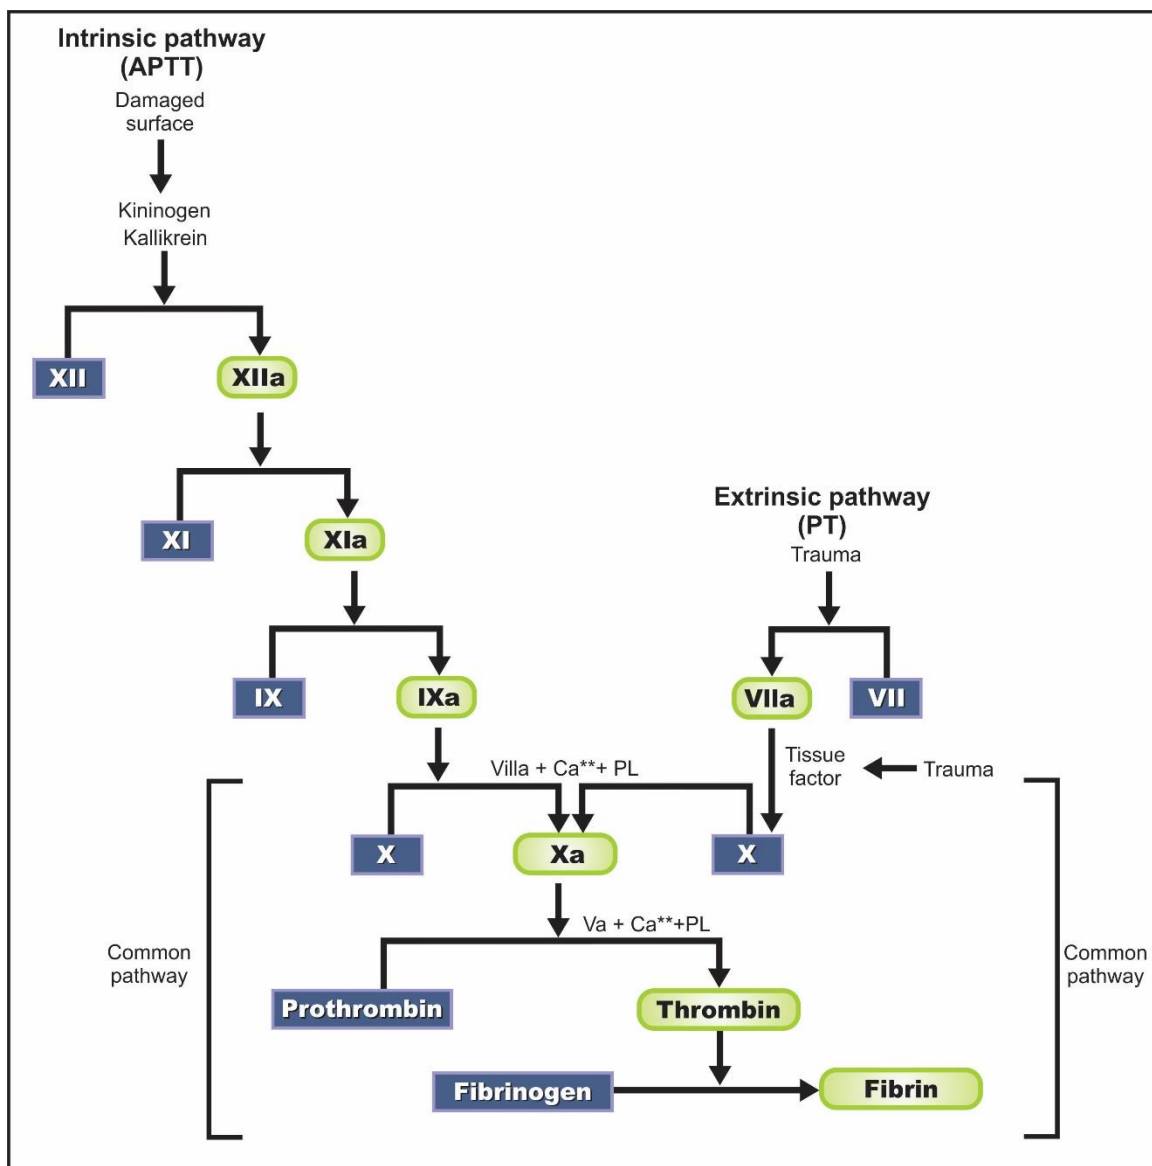 Intrinsic pathway
(APTT)
Damaged
surface
Kininogen
Kallikrein
XII
XIIa
XI
XIa
Extrinsic pathway
(PT)
Trauma
IX
IXa
VIIa
VII
Villa + Ca**+ PL
Tissue
factor
Trauma
X
Xa
X
Va + Ca**+PL
Common
pathway
Common
pathway
Prothrombin
Thrombin
Fibrinogen
Fibrin